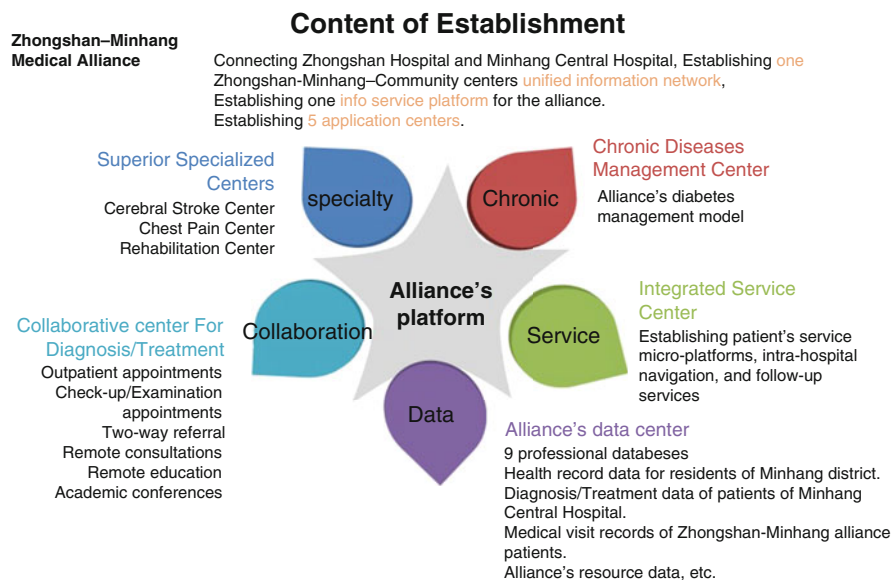 Content of Establishment
Zhongshan–Minhang
Medical Alliance
Connecting Zhongshan Hospital and Minhang Central Hospital, Establishing one
Zhongshan-Minhang–Community centers unified information network,
Establishing one info service platform for the alliance.
Establishing 5 application centers.
Superior Specialized
Centers
Cerebral Stroke Center
Chest Pain Center
Rehabilitation Center
specialty
Chronic
Chronic Diseases
Management Center
Alliance's diabetes
management model
Alliance's
platform
Collaborative center For
Diagnosis/Treatment
Outpatient appointments
Check-up/Examination
appointments
Two-way referral
Remote consultations
Remote education
Academic conferences
Collaboration
Service
Integrated Service
Center
Establishing patient's service
micro-platforms, intra-hospital
navigation, and follow-up
services
Data
Alliance's data center
9 professional databeses
Health record data for residents of Minhang district.
Diagnosis/Treatment data of patients of Minhang
Central Hospital.
Medical visit records of Zhongshan-Minhang alliance
patients.
Alliance's resource data, etc.